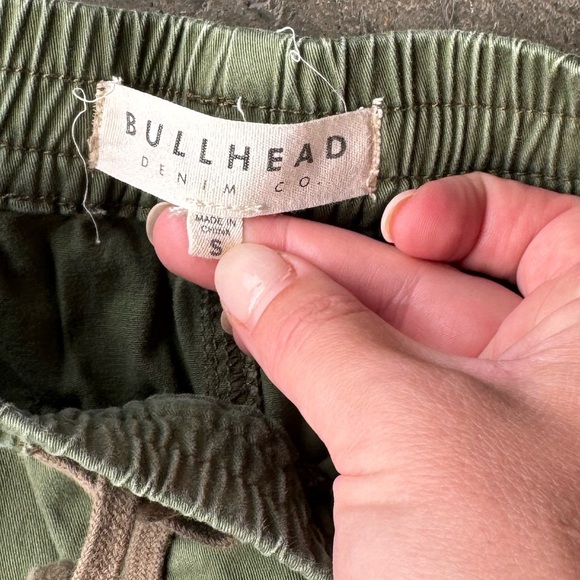 BULLHEAD
DENIM CO.
MADE IN
CHINA
S